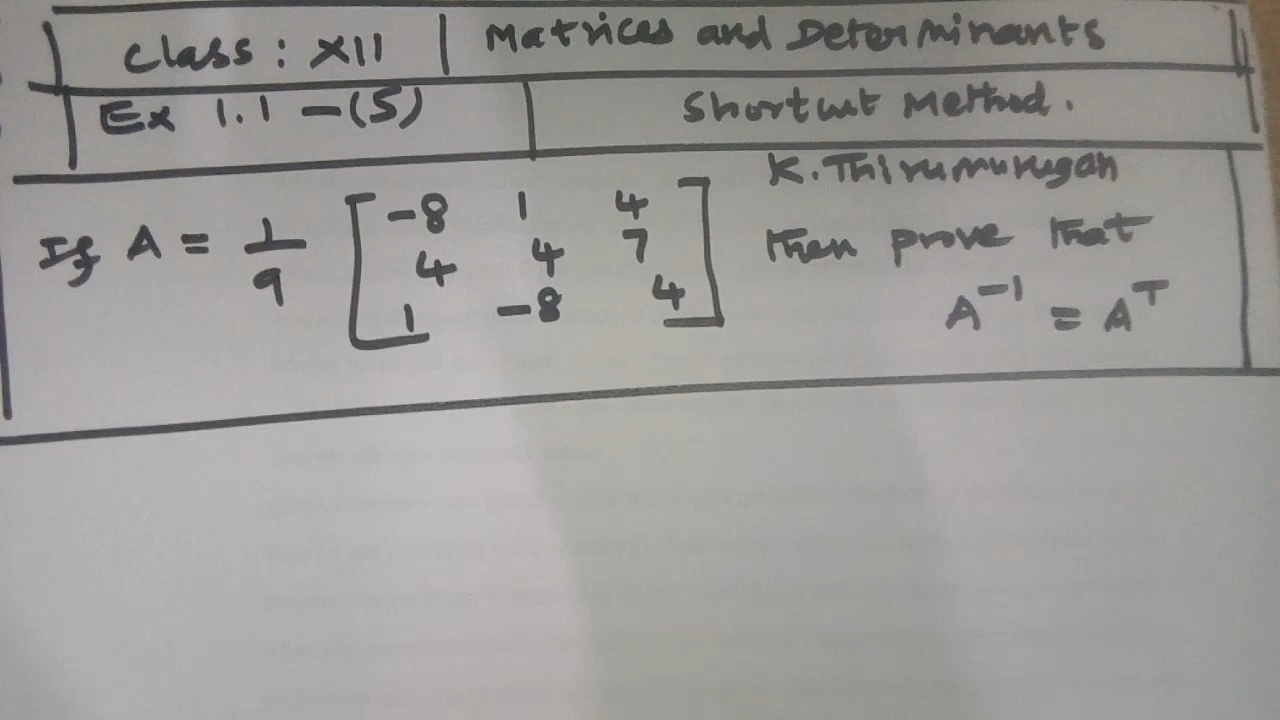 Class: XII | Matrices and Determinants
Ex 1.1 -(5) Shortcut Method.
K. Thirumurugan
If A = 1/9 [-8 1 4 then prove that
4 4 7
1 -8 4] A⁻¹ = Aᵀ